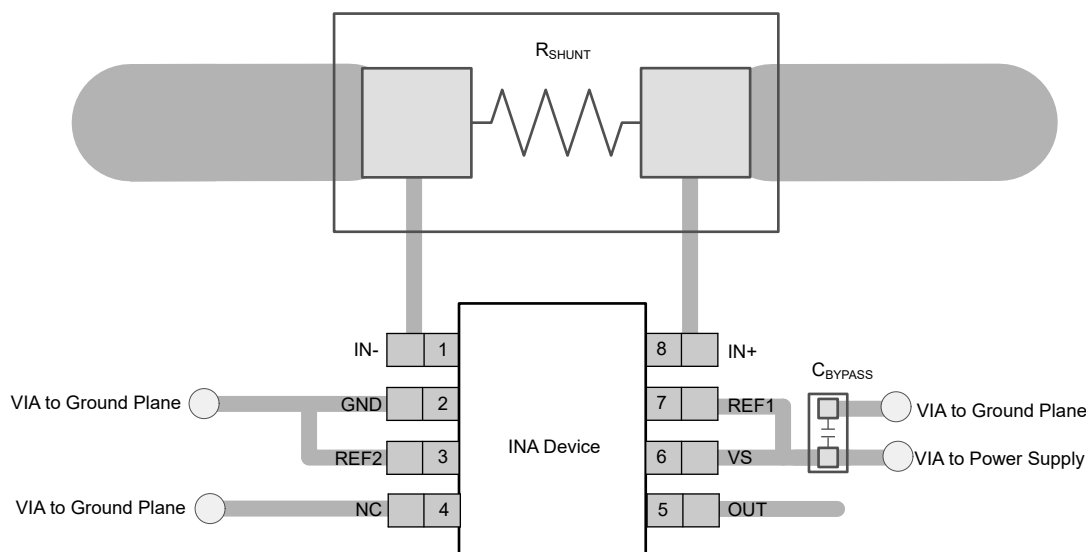 RSHUNT
IN-
1
8
IN+
CBYPASS
VIA to Ground Plane
GND
2
7
REF1
VIA to Ground Plane
INA Device
REF2
3
6
VS
VIA to Power Supply
VIA to Ground Plane
NC
4
5
OUT